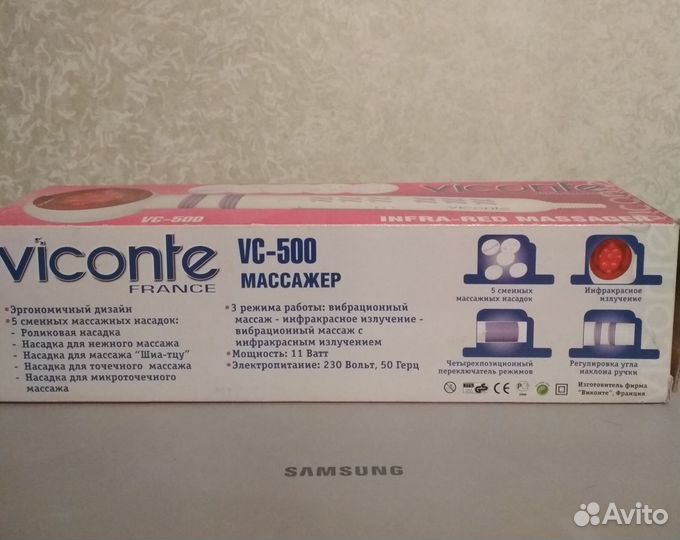 viconte
VC-500
INFRA-RED MASSAGER
viconte
viconte
FRANCE
VC-500
МАССАЖЕР
•Эргономичный дизайн
•5 сменных массажных насадок:
- Роликовая насадка
- Насадка для нежного массажа
- Насадка для массажа “Шиа-тцу”
- Насадка для точечного массажа
- Насадка для микроточечного
массажа
•3 режима работы: вибрационный
массаж - инфракрасное излучение -
вибрационный массаж с
инфракрасным излучением
•Мощность: 11 Ватт
•Электропитание: 230 Вольт, 50 Герц
5 сменных
массажных насадок
Инфракрасное
излучение
Четырехпозиционный
переключатель режимов
Регулировка угла
наклона ручки
GS
CE
Изготовитель фирма
"Виконте", Франция
SAMSUNG
Avito